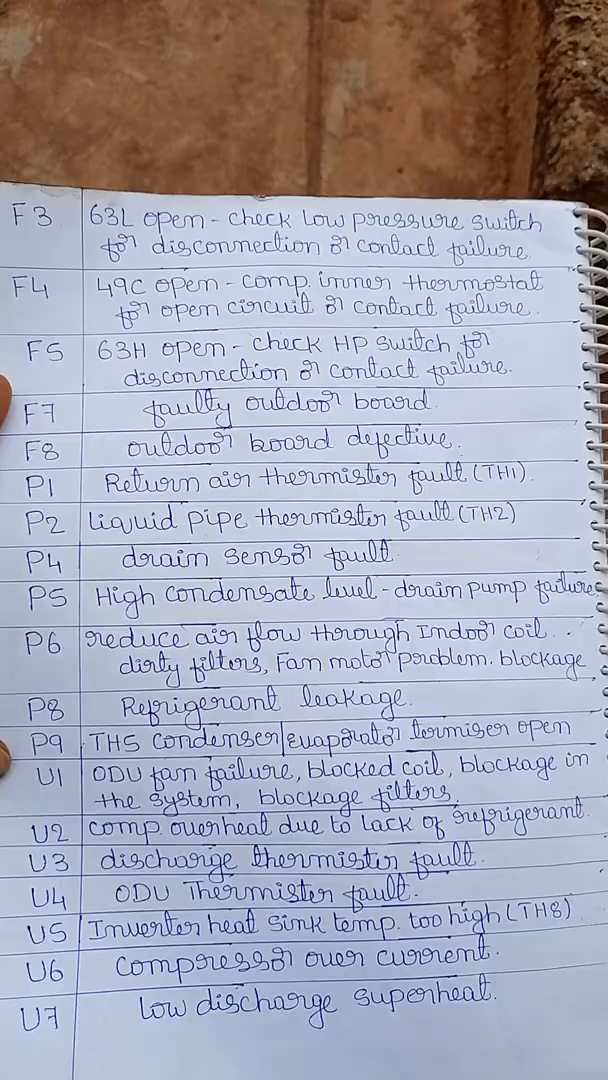 F3 63L open - check low pressure switch
for disconnection or contact failure.
F4 49C open - comp. inner thermostat
for open circuit or contact failure.
F5 63H open - check HP switch for
disconnection or contact failure.
F7 faulty outdoor board.
F8 outdoor board defective.
P1 Return air thermister fault (TH1).
P2 liquid pipe thermister fault (TH2)
P4 drain sensor fault.
P5 High condensate level - drain pump failure
P6 reduce air flow through Indoor coil.
dirty filters, Fan motor problem. blockage
P8 Refrigerant leakage.
P9 TH5 condenser/Evaporator termiser open
U1 ODU fan failure, blocked coil, blockage in
the system, blockage filters,
U2 comp overheat due to lack of refrigerant.
U3 discharge thermister fault.
U4 ODU Thermister fault.
U5 Inverter heat sink temp. too high (TH8)
U6 compressor over current.
U7 low discharge superheat.